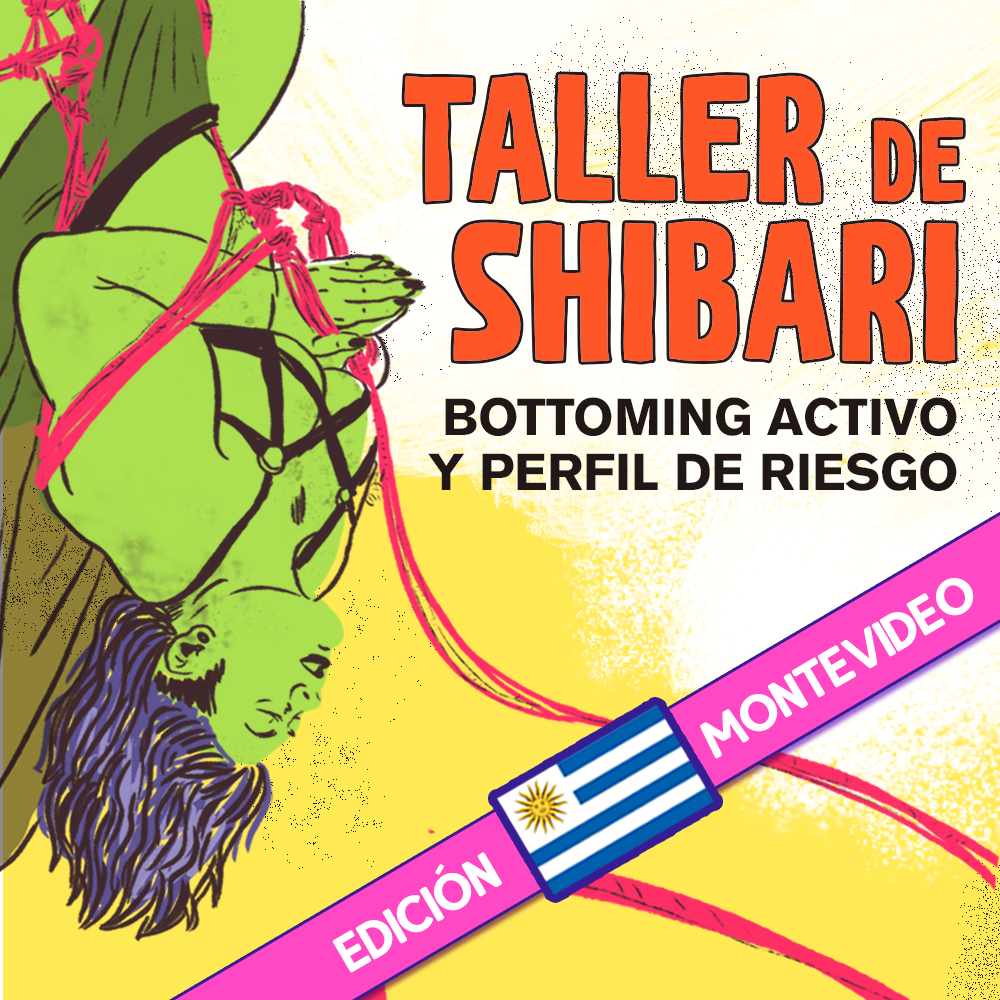 TALLER DE
SHIBARI
BOTTOMING ACTIVO
Y PERFIL DE RIESGO
EDICIÓN MONTEVIDEO